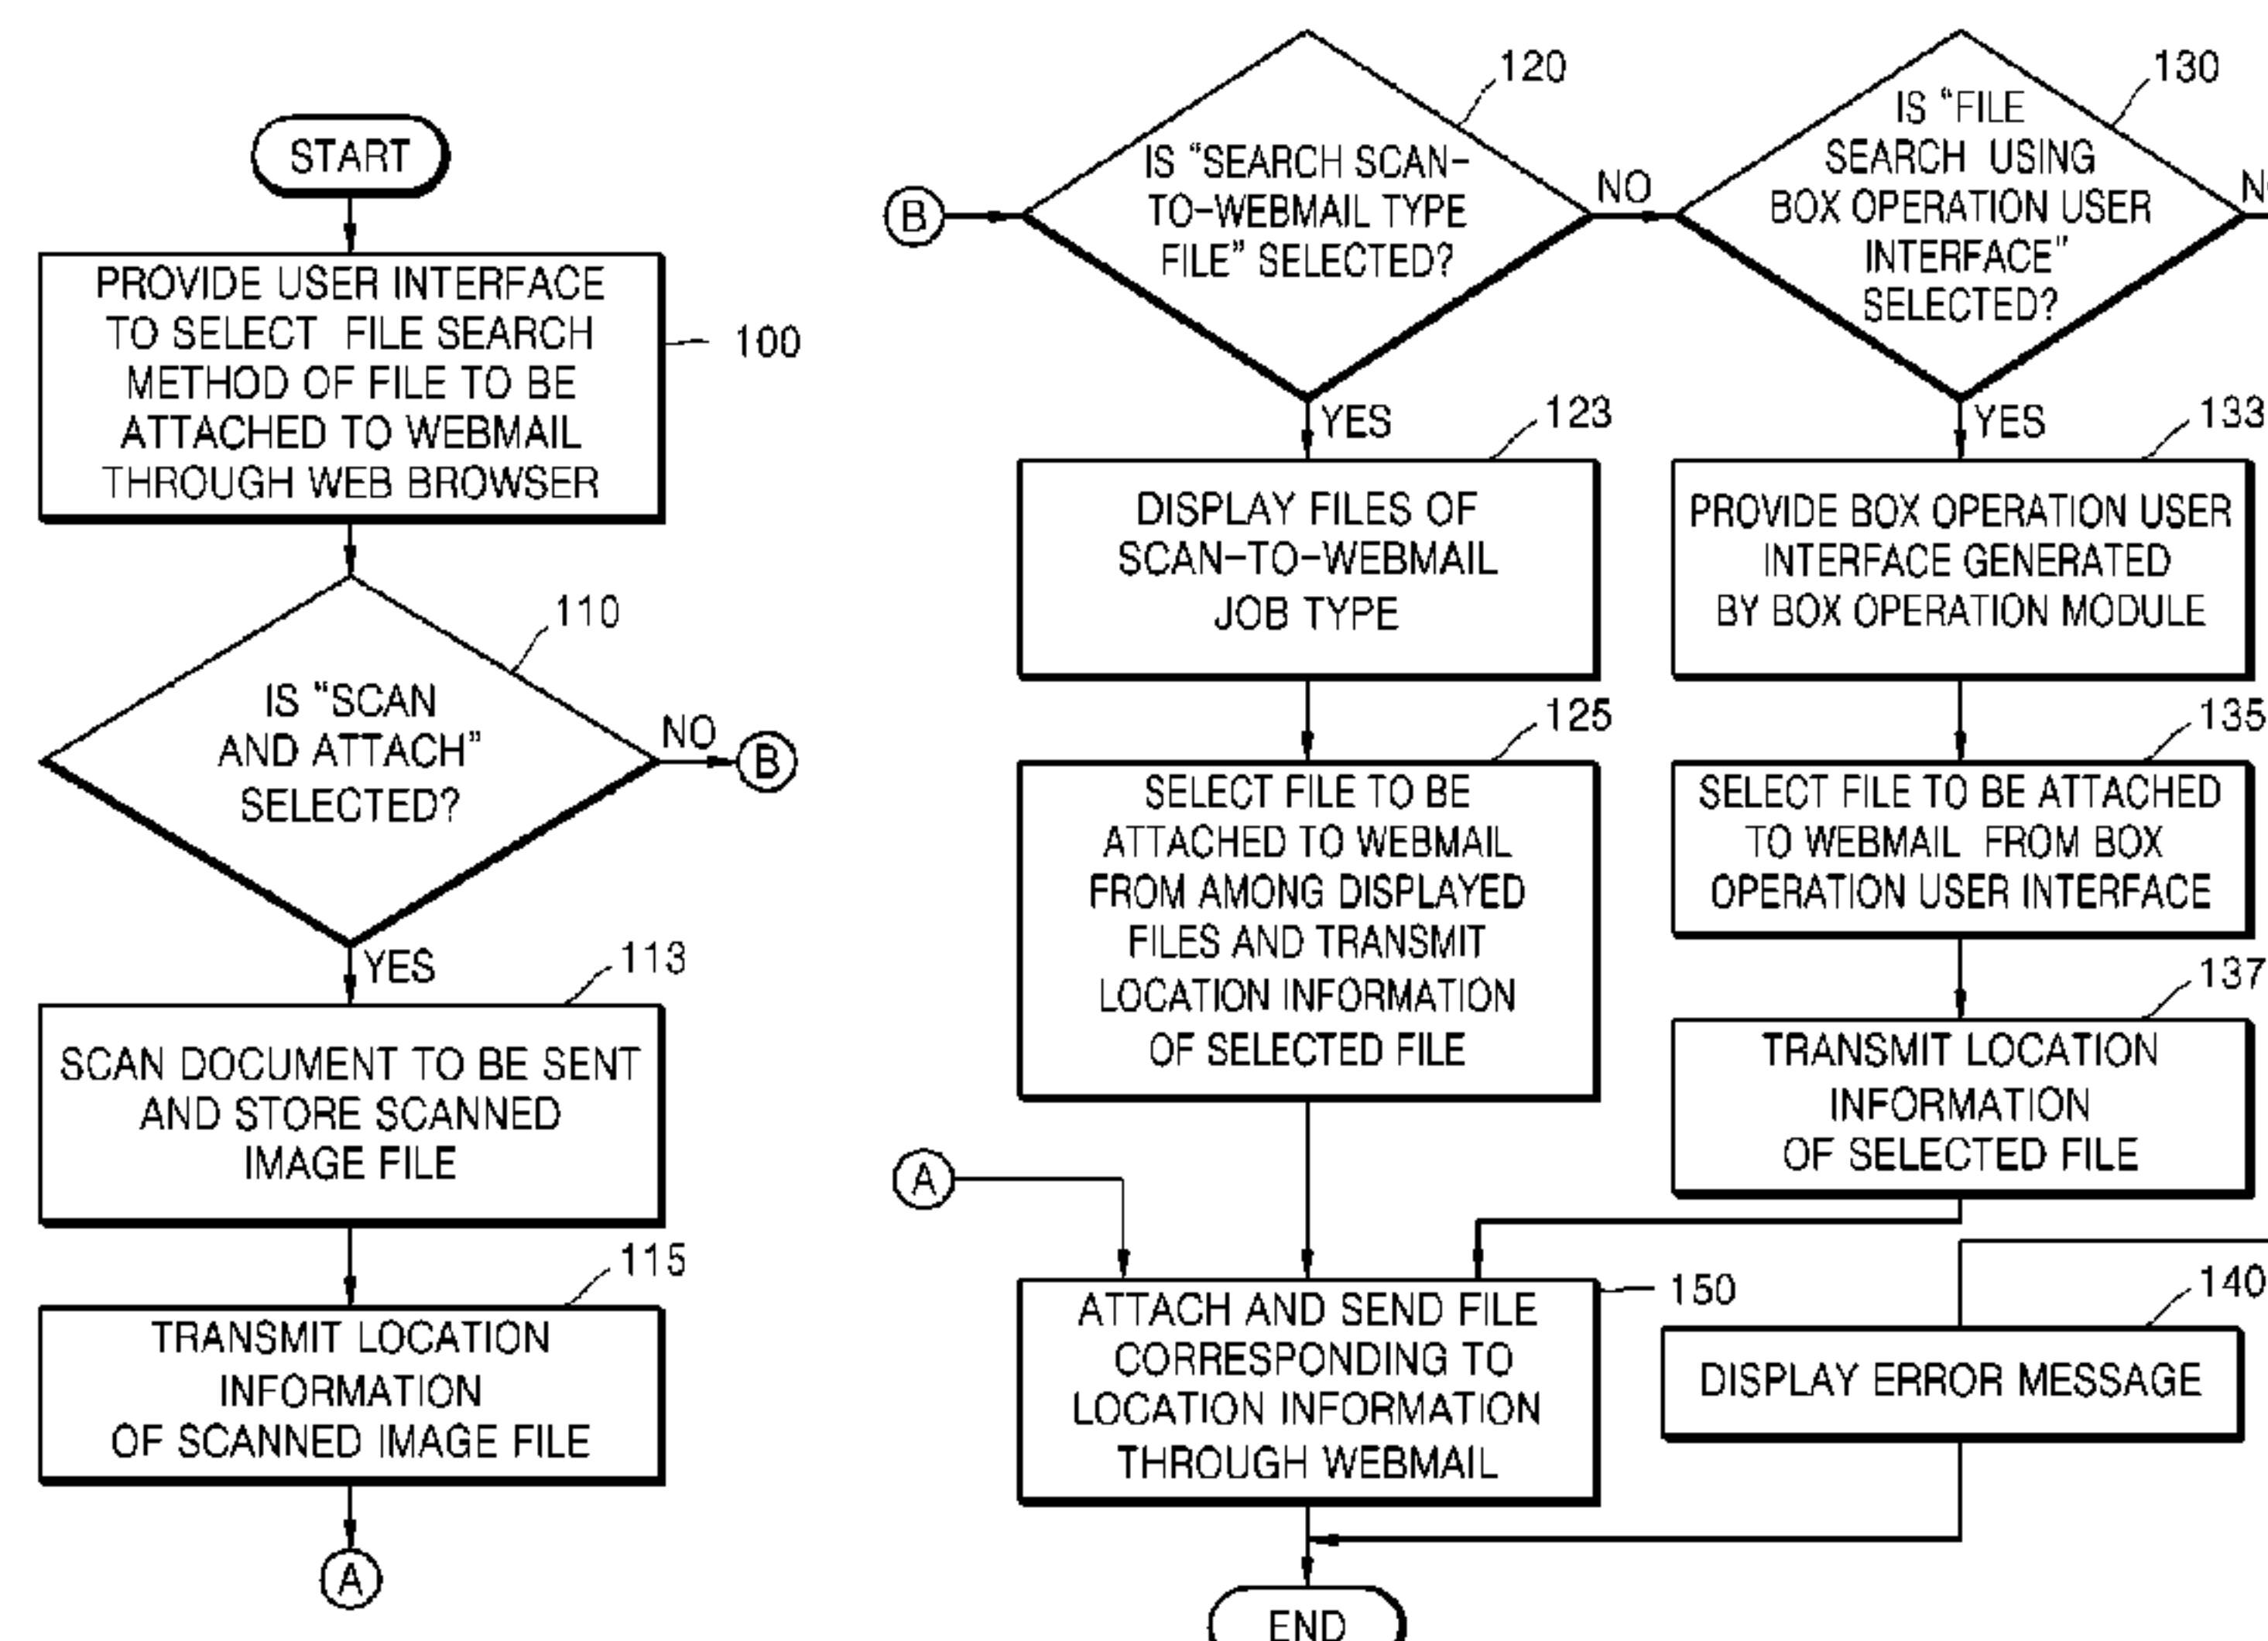 START
PROVIDE USER INTERFACE
TO SELECT FILE SEARCH
METHOD OF FILE TO BE
ATTACHED TO WEBMAIL
THROUGH WEB BROWSER
100
110
IS “SCAN
AND ATTACH”
SELECTED?
NO
B
YES
113
SCAN DOCUMENT TO BE SENT
AND STORE SCANNED
IMAGE FILE
115
TRANSMIT LOCATION
INFORMATION
OF SCANNED IMAGE FILE
A
B
120
IS “SEARCH SCAN-
TO-WEBMAIL TYPE
FILE” SELECTED?
NO
YES
123
DISPLAY FILES OF
SCAN-TO-WEBMAIL
JOB TYPE
125
SELECT FILE TO BE
ATTACHED TO WEBMAIL
FROM AMONG DISPLAYED
FILES AND TRANSMIT
LOCATION INFORMATION
OF SELECTED FILE
A
150
ATTACH AND SEND FILE
CORRESPONDING TO
LOCATION INFORMATION
THROUGH WEBMAIL
END
130
IS “FILE
SEARCH USING
BOX OPERATION USER
INTERFACE”
SELECTED?
YES
133
PROVIDE BOX OPERATION USER
INTERFACE GENERATED
BY BOX OPERATION MODULE
135
SELECT FILE TO BE ATTACHED
TO WEBMAIL FROM BOX
OPERATION USER INTERFACE
137
TRANSMIT LOCATION
INFORMATION
OF SELECTED FILE
140
DISPLAY ERROR MESSAGE